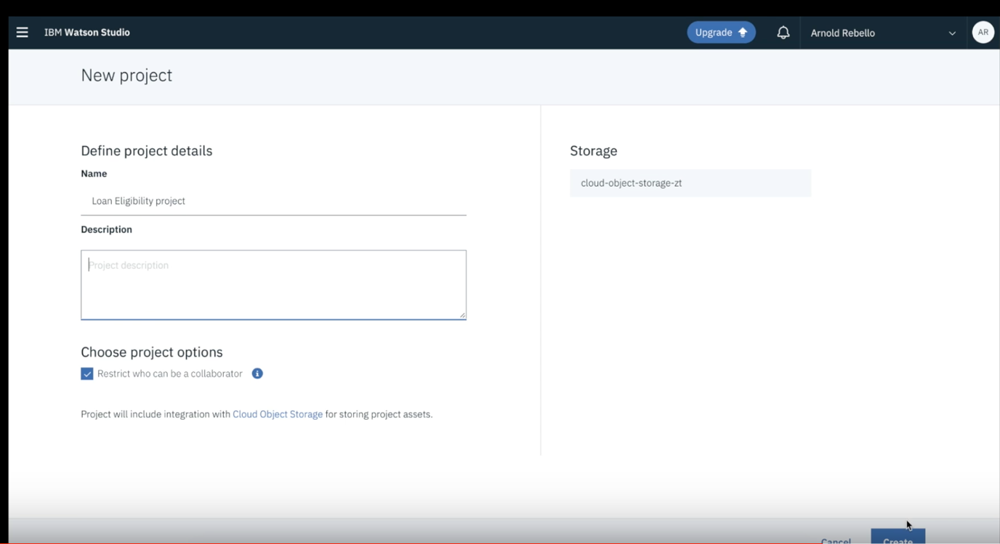 IBM Watson Studio
Upgrade
Arnold Rebello
AR
New project
Define project details
Name
Loan Eligibility project
Description
Project description
Choose project options
Restrict who can be a collaborator
Project will include integration with Cloud Object Storage for storing project assets.
Storage
cloud-object-storage-zt
Cancel
Create